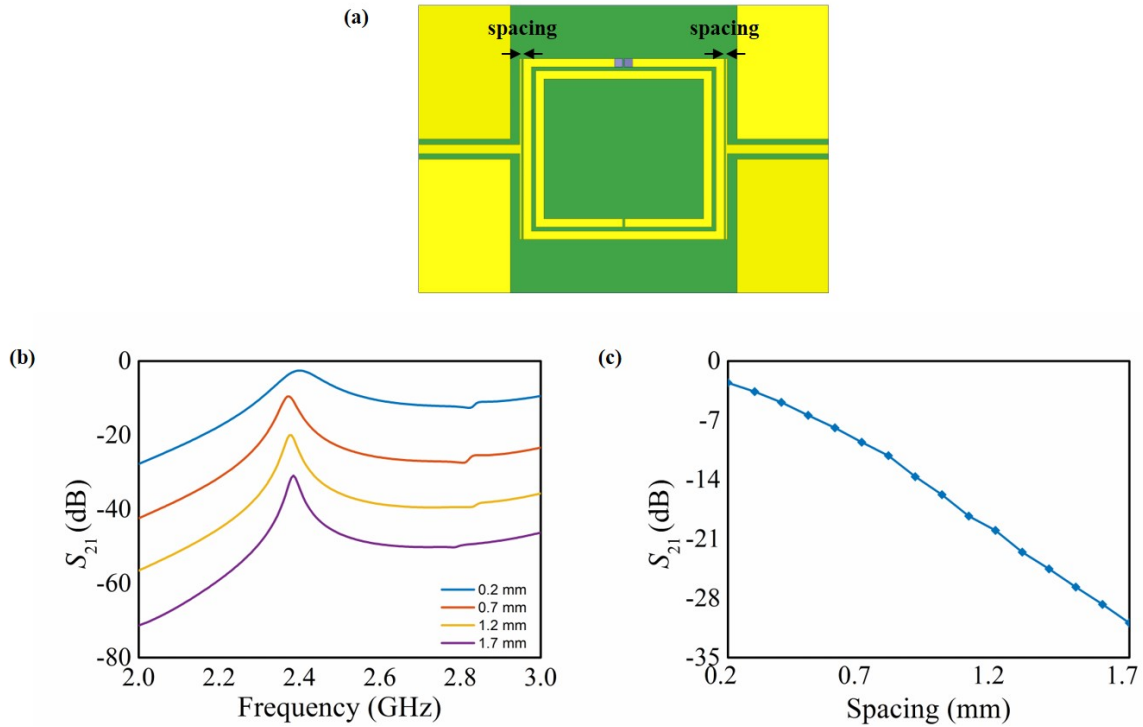 (a)
spacing spacing
(b)
0
-20
-40
-60
-80
S21 (dB)
0.2 mm
0.7 mm
1.2 mm
1.7 mm
2.0 2.2 2.4 2.6 2.8 3.0
Frequency (GHz)
(c)
0
-7
-14
-21
-28
-35
S21 (dB)
0.2 0.7 1.2 1.7
Spacing (mm)